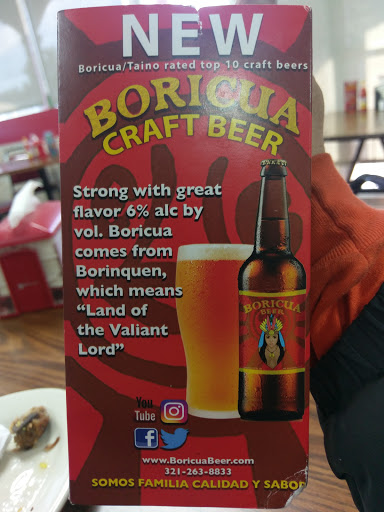 NEW
Boricua/Taino rated top 10 craft beers
BORICUA
CRAFT BEER
Strong with great
flavor 6% alc by
vol. Boricua
comes from
Borinquen,
which means
"Land of
the Valiant
Lord"
BORICUA
BEER
You
Tube
www.BoricuaBeer.com
321-263-8833
SOMOS FAMILIA CALIDAD Y SABOR